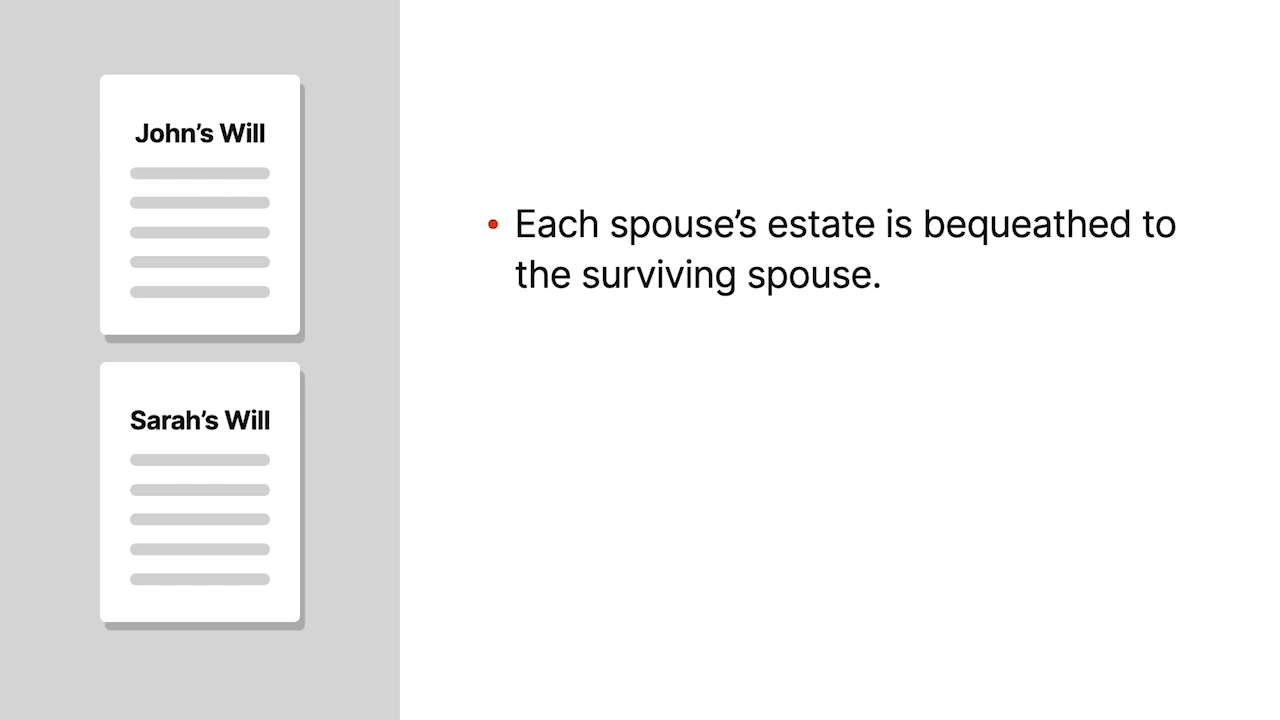 John’s Will
Sarah’s Will
• Each spouse’s estate is bequeathed to
the surviving spouse.